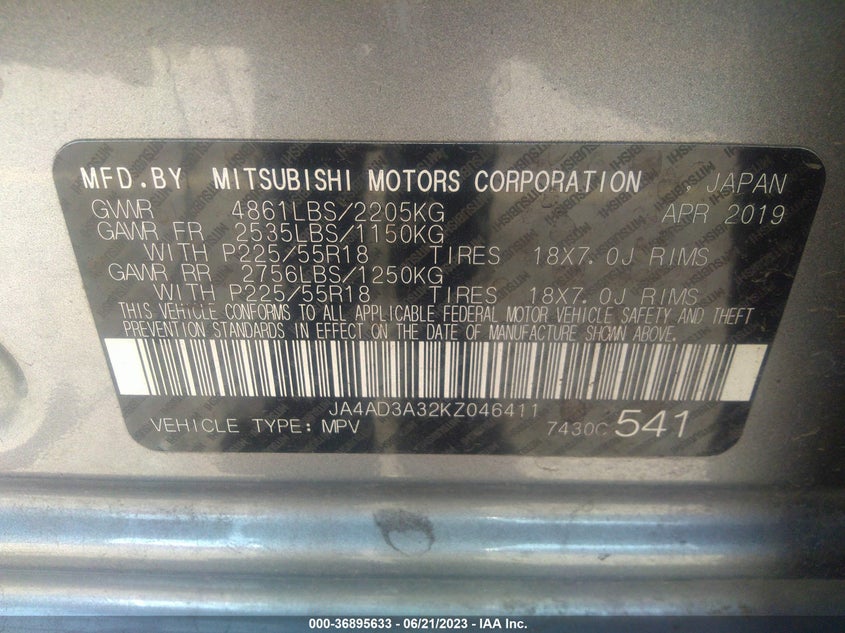 MFD.BY MITSUBISHI MOTORS CORPORATION , JAPAN
GVWR 4861LBS/2205KG APR 2019
GAWR FR 2535LBS/1150KG
WITH P225/55R18 TIRES 18X7.0J RIMS
GAWR RR 2756LBS/1250KG
WITH P225/55R18 TIRES 18X7.0J RIMS
THIS VEHICLE CONFORMS TO ALL APPLICABLE FEDERAL MOTOR VEHICLE SAFETY AND THEFT
PREVENTION STANDARDS IN EFFECT ON THE DATE OF MANUFACTURE SHOWN ABOVE.
JA4AD3A32KZ046411
VEHICLE TYPE: MPV 7430C 541
000-36895633 - 06/21/2023 - IAA Inc.